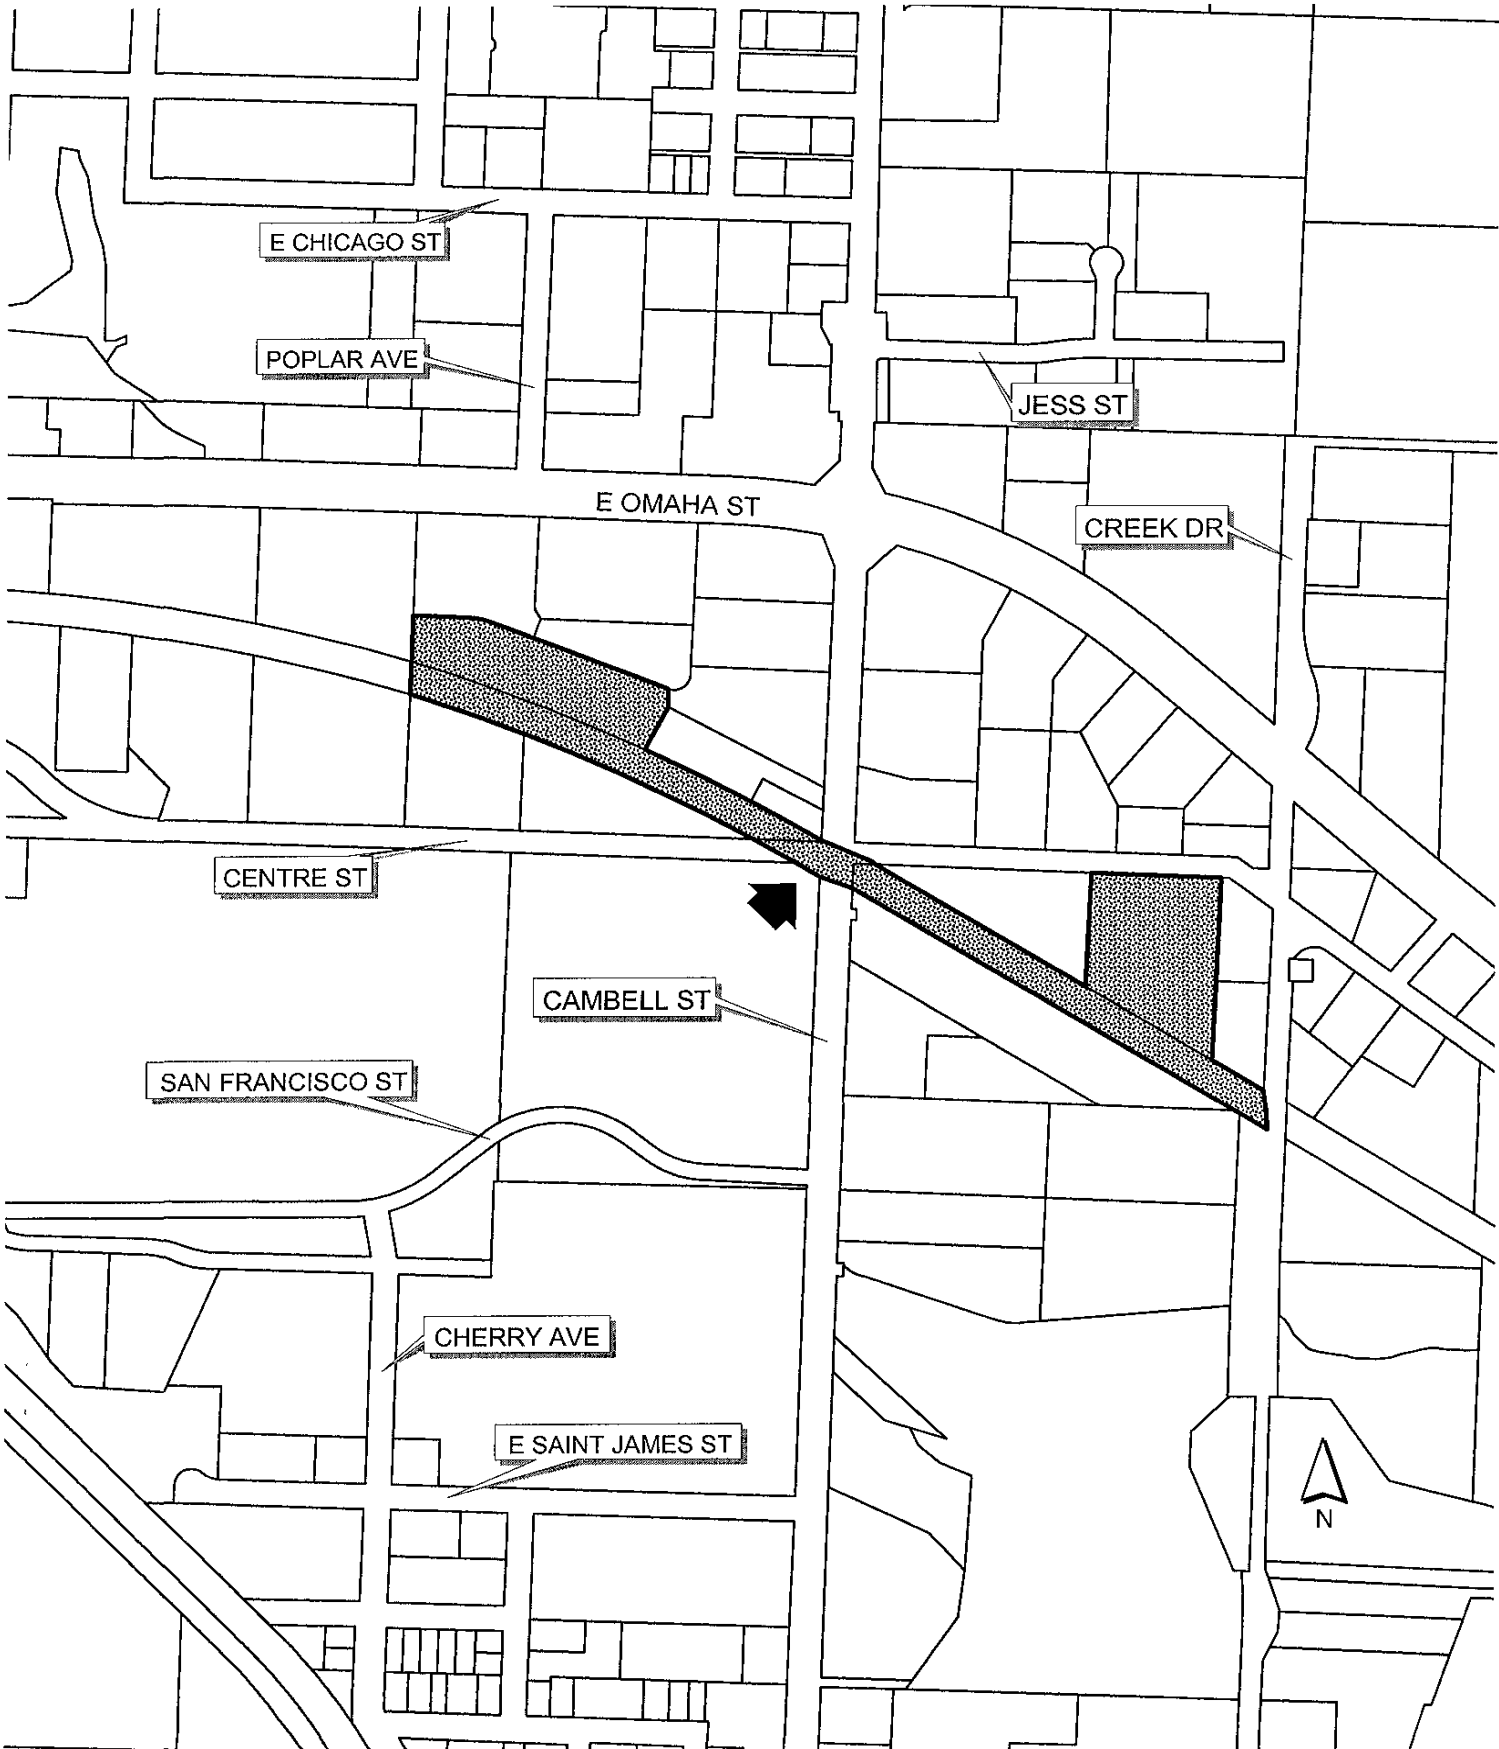 E CHICAGO ST
POPLAR AVE
JESS ST
E OMAHA ST
CREEK DR
CENTRE ST
CAMBELL ST
SAN FRANCISCO ST
CHERRY AVE
E SAINT JAMES ST
N